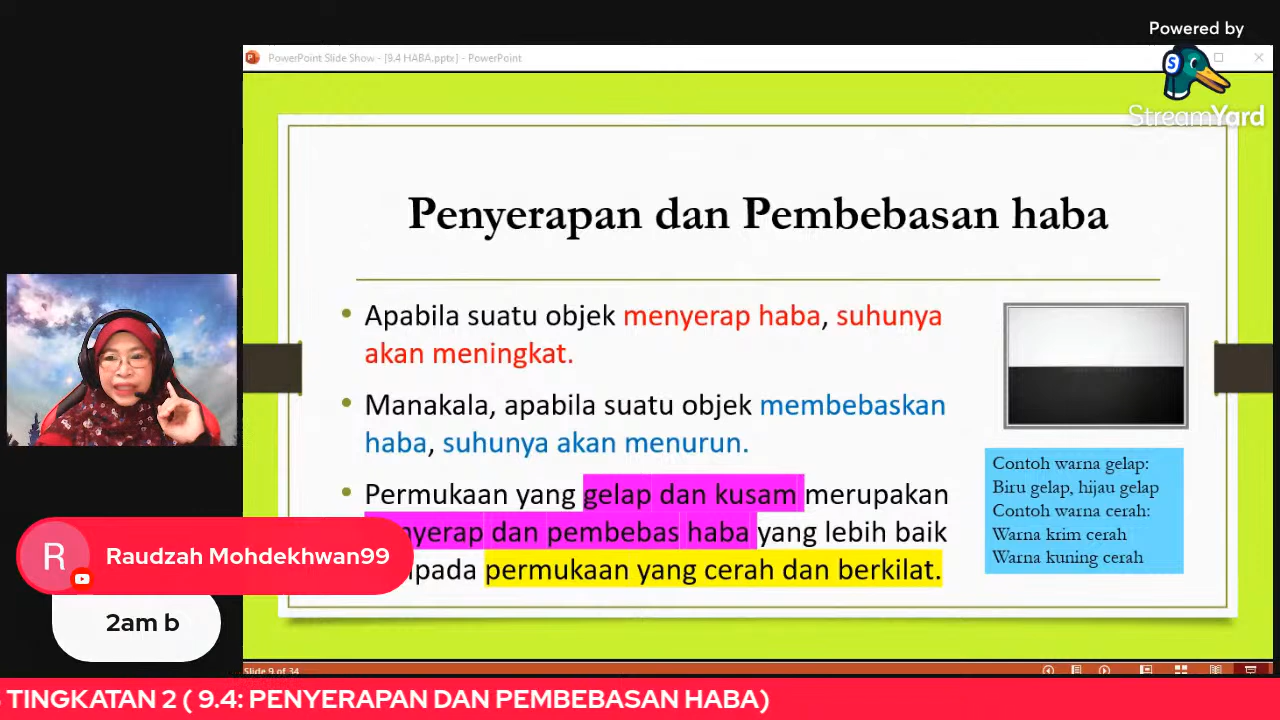 Powered by
PowerPoint Slide Show - [9.4 HABA.pptx] - PowerPoint
S
StreamYard
Penyerapan dan Pembebasan haba
• Apabila suatu objek menyerap haba, suhunya
akan meningkat.
• Manakala, apabila suatu objek membebaskan
haba, suhunya akan menurun.
• Permukaan yang gelap dan kusam merupakan
nyerap dan pembebas haba yang lebih baik
ipada permukaan yang cerah dan berkilat.
Contoh warna gelap:
Biru gelap, hijau gelap
Contoh warna cerah:
Warna krim cerah
Warna kuning cerah
R
Raudzah Mohdekhwan99
2am b
Slide 9 of 34
TINGKATAN 2 ( 9.4: PENYERAPAN DAN PEMBEBASAN HABA)